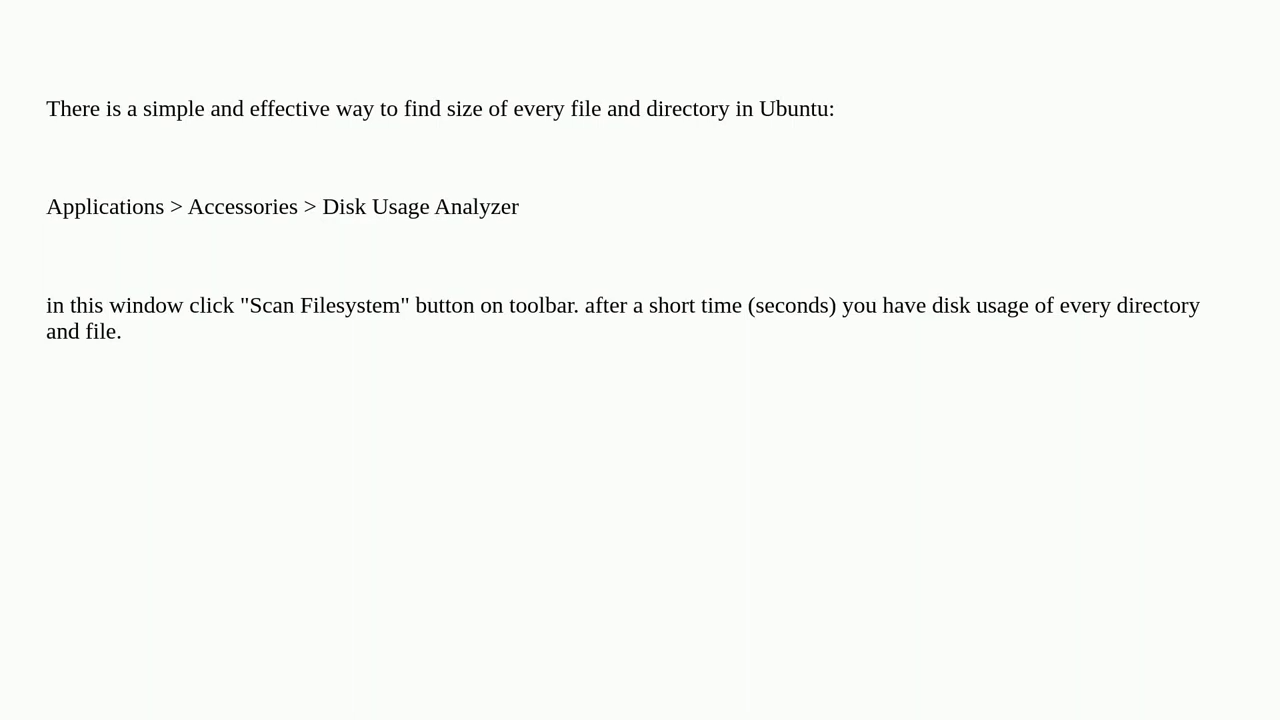 There is a simple and effective way to find size of every file and directory in Ubuntu:
Applications > Accessories > Disk Usage Analyzer
in this window click "Scan Filesystem" button on toolbar. after a short time (seconds) you have disk usage of every directory
and file.